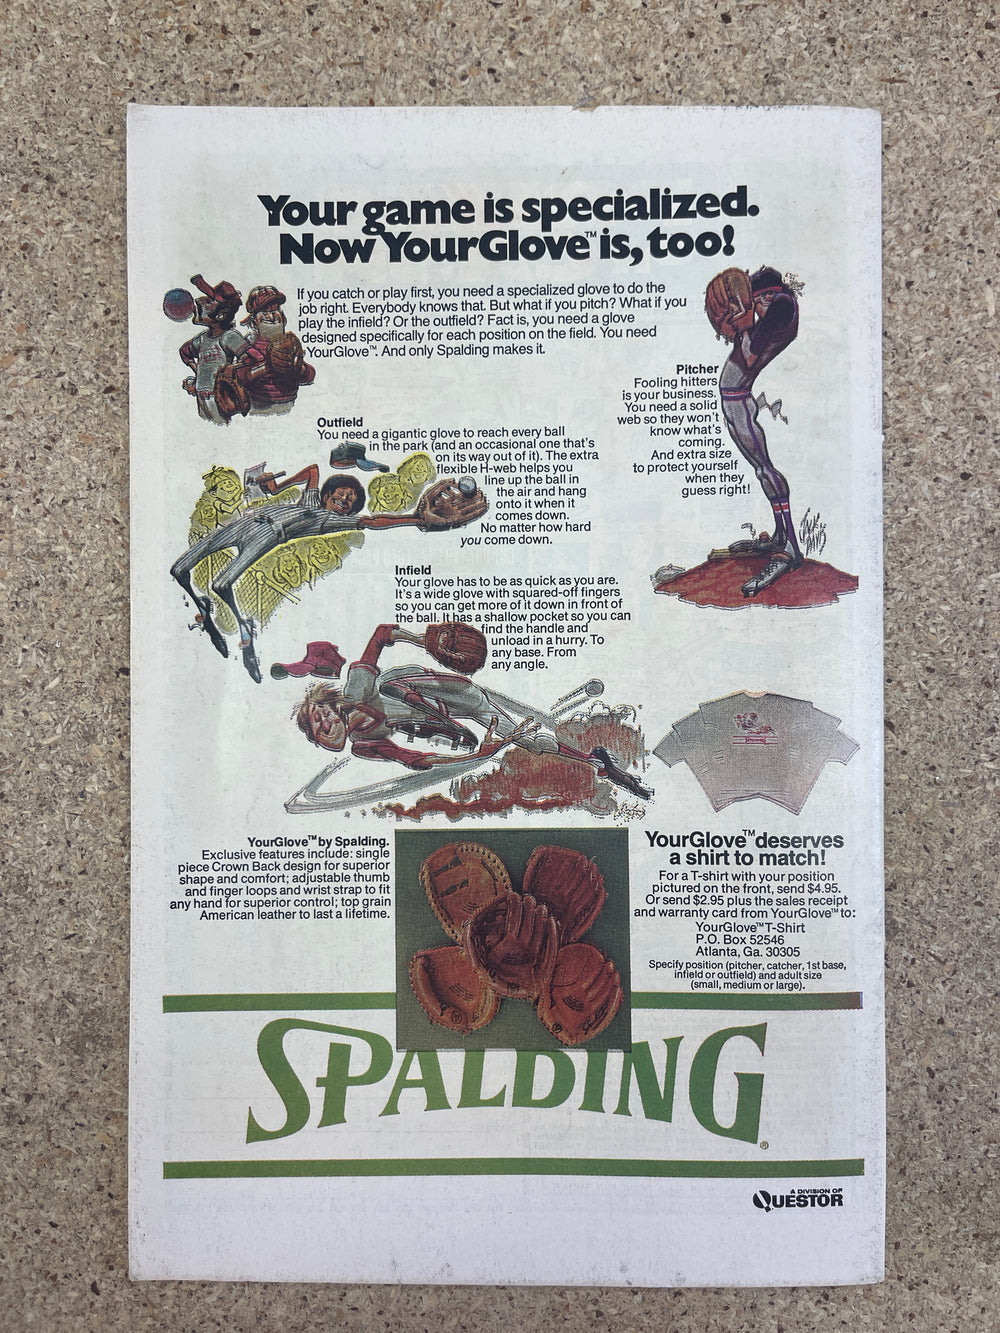 Your game is specialized.
Now YourGlove™ is, too!
If you catch or play first, you need a specialized glove to do the
job right. Everybody knows that. But what if you pitch? What if you
play the infield? Or the outfield? Fact is, you need a glove
designed specifically for each position on the field. You need
YourGlove™. And only Spalding makes it.
Pitcher
Fooling hitters
is your business.
You need a solid
web so they won't
know what's
coming.
And extra size
to protect yourself
when they
guess right!
JACK
DAVIS
Outfield
You need a gigantic glove to reach every ball
in the park (and an occasional one that's
on its way out of it). The extra
flexible H-web helps you
line up the ball in
the air and hang
onto it when it
comes down.
No matter how hard
you come down.
Infield
Your glove has to be as quick as you are.
It's a wide glove with squared-off fingers
so you can get more of it down in front of
the ball. It has a shallow pocket so you can
find the handle and
unload in a hurry. To
any base. From
any angle.
Spalding
YourGlove™ by Spalding.
Exclusive features include: single
piece Crown Back design for superior
shape and comfort; adjustable thumb
and finger loops and wrist strap to fit
any hand for superior control; top grain
American leather to last a lifetime.
YourGlove™ deserves
a shirt to match!
For a T-shirt with your position
pictured on the front, send $4.95.
Or send $2.95 plus the sales receipt
and warranty card from YourGlove™ to:
YourGlove™ T-Shirt
P.O. Box 52546
Atlanta, Ga. 30305
Specify position (pitcher, catcher, 1st base,
infield or outfield) and adult size
(small, medium or large).
SPALDING®
A DIVISION OF
QUESTOR